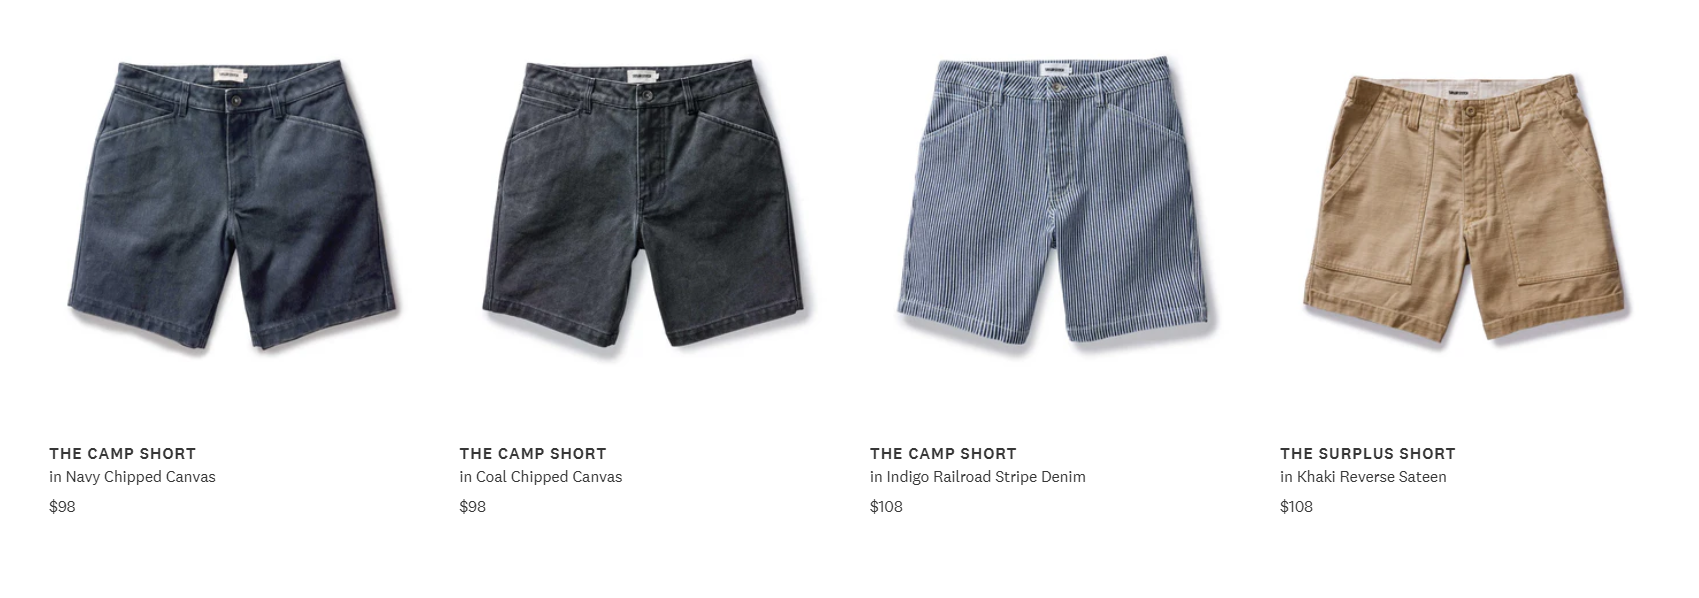 THE CAMP SHORT
in Navy Chipped Canvas
$98
THE CAMP SHORT
in Coal Chipped Canvas
$98
THE CAMP SHORT
in Indigo Railroad Stripe Denim
$108
THE SURPLUS SHORT
in Khaki Reverse Sateen
$108